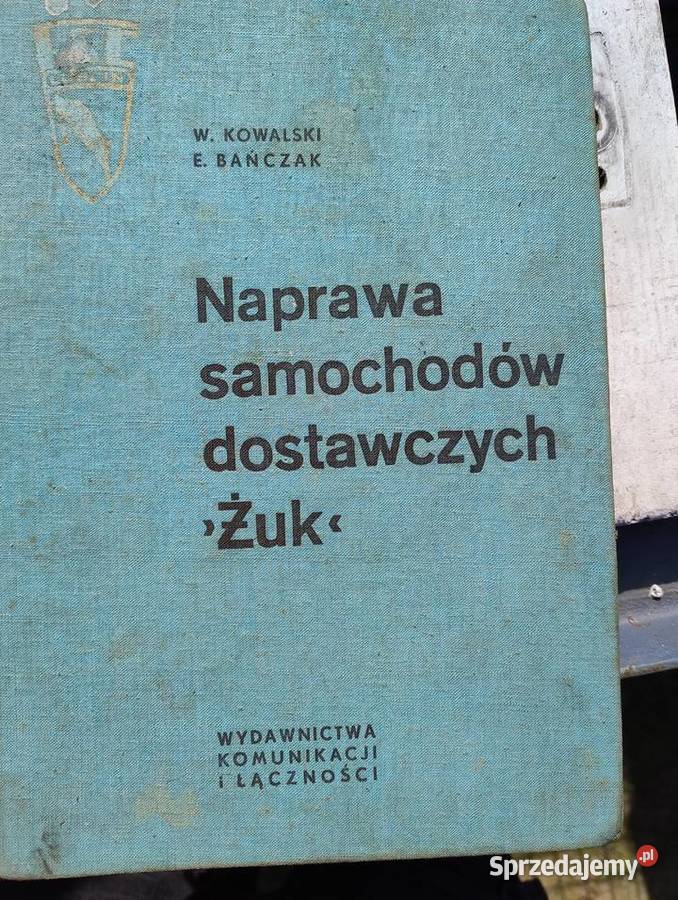 W. KOWALSKI
E. BAŃCZAK
Naprawa
samochodów
dostawczych
›Żuk‹
WYDAWNICTWA
KOMUNIKACJI
I ŁĄCZNOŚCI
Sprzedajemy.pl